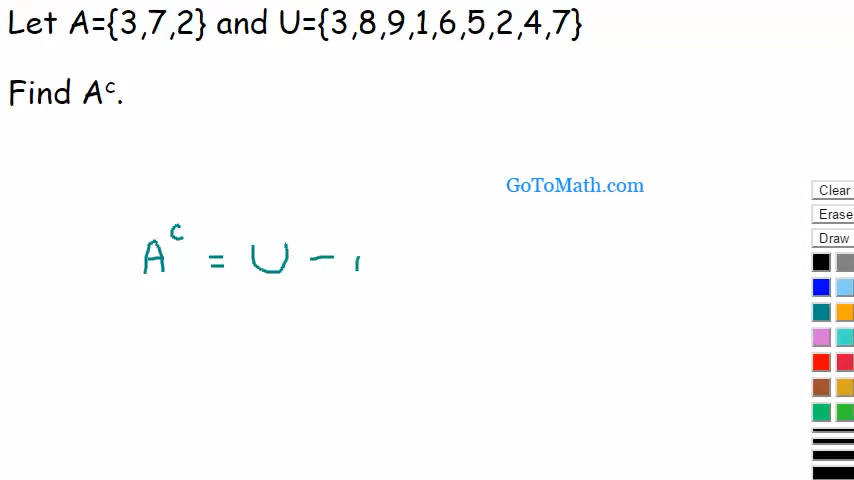 Let A={3,7,2} and U={3,8,9,1,6,5,2,4,7}
Find Aᶜ.
GoToMath.com
Clear
Erase
Draw
Aᶜ = U -